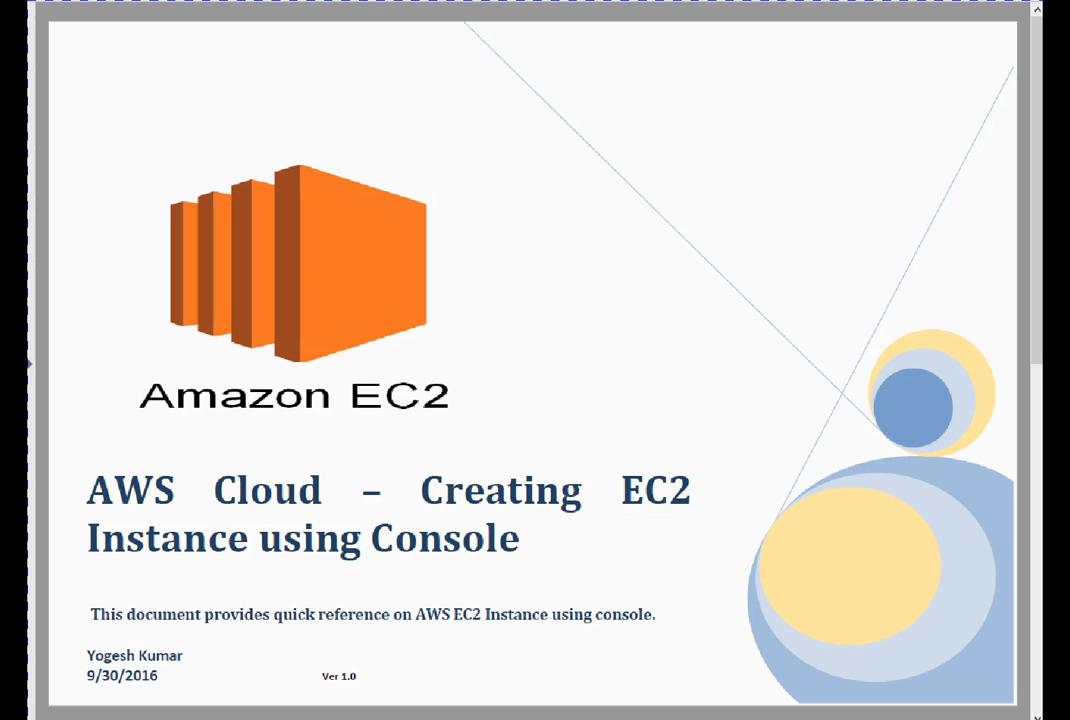 Amazon EC2
AWS Cloud – Creating EC2
Instance using Console
This document provides quick reference on AWS EC2 Instance using console.
Yogesh Kumar
9/30/2016 Ver 1.0